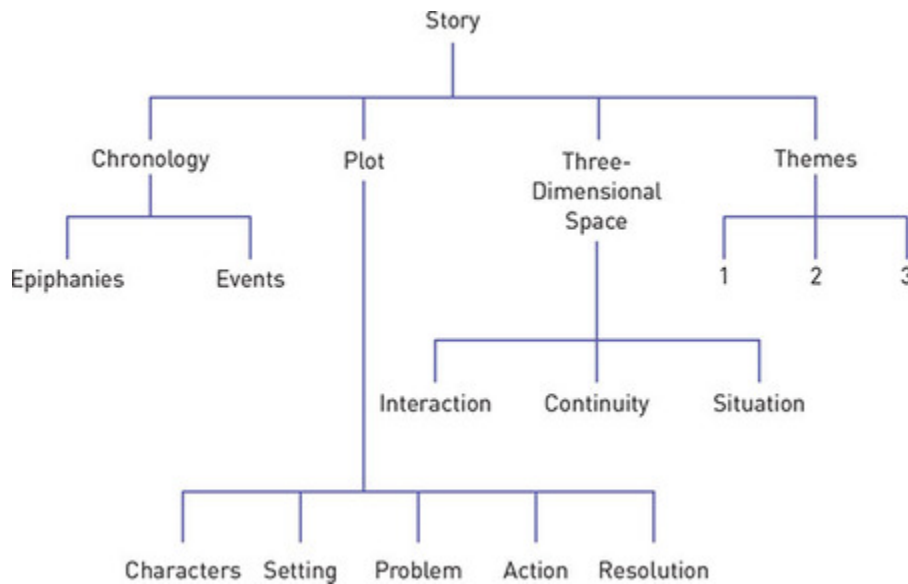 Story
Chronology
Plot
Three-
Dimensional
Space
Themes
Epiphanies
Events
1
2
3
Interaction
Continuity
Situation
Characters
Setting
Problem
Action
Resolution